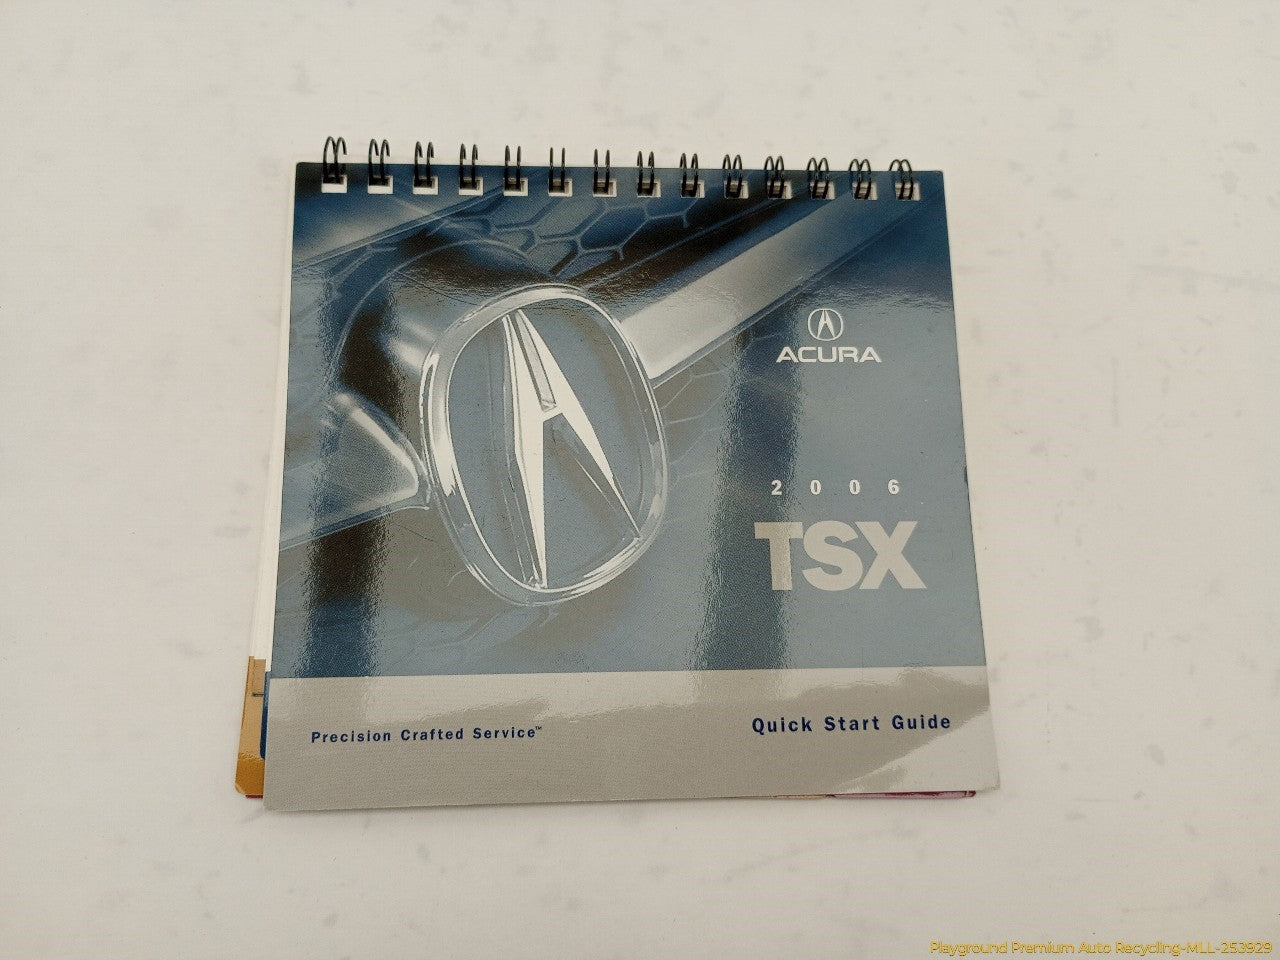 ACURA
2006
TSX
Precision Crafted Service™
Quick Start Guide
Playground Premium Auto Recycling-MLL-253929